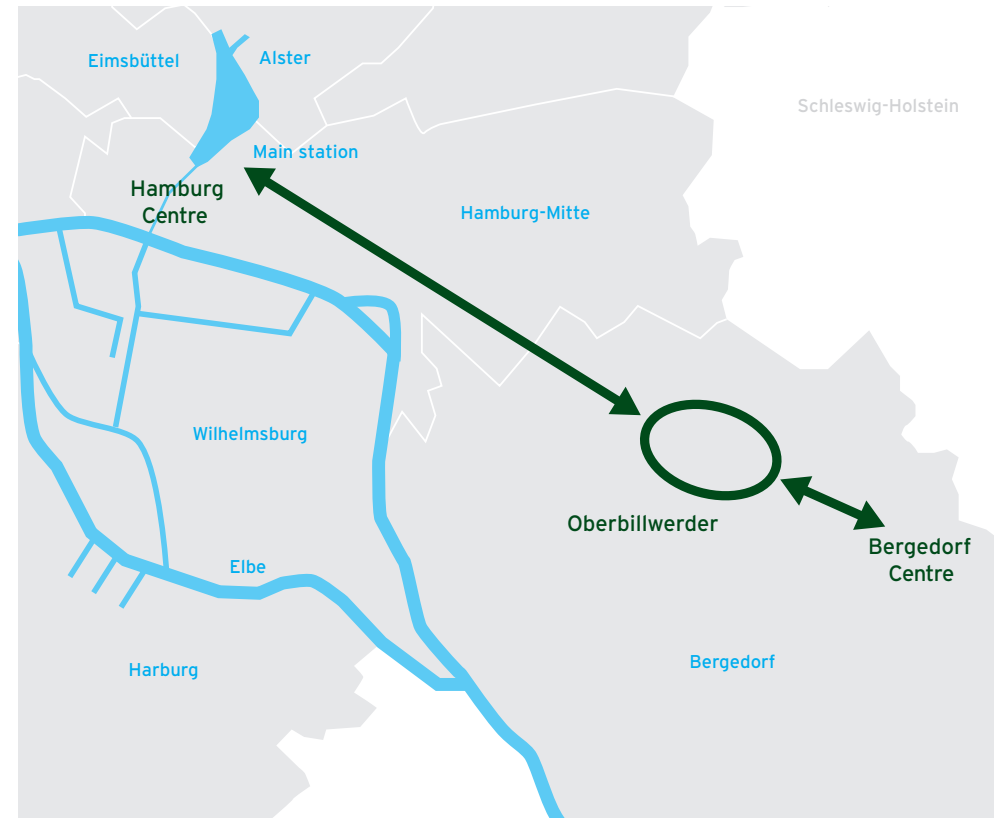 Eimsbüttel
Alster
Schleswig-Holstein
Main station
Hamburg
Centre
Hamburg-Mitte
Wilhelmsburg
Oberbillwerder
Bergedorf
Centre
Elbe
Harburg
Bergedorf